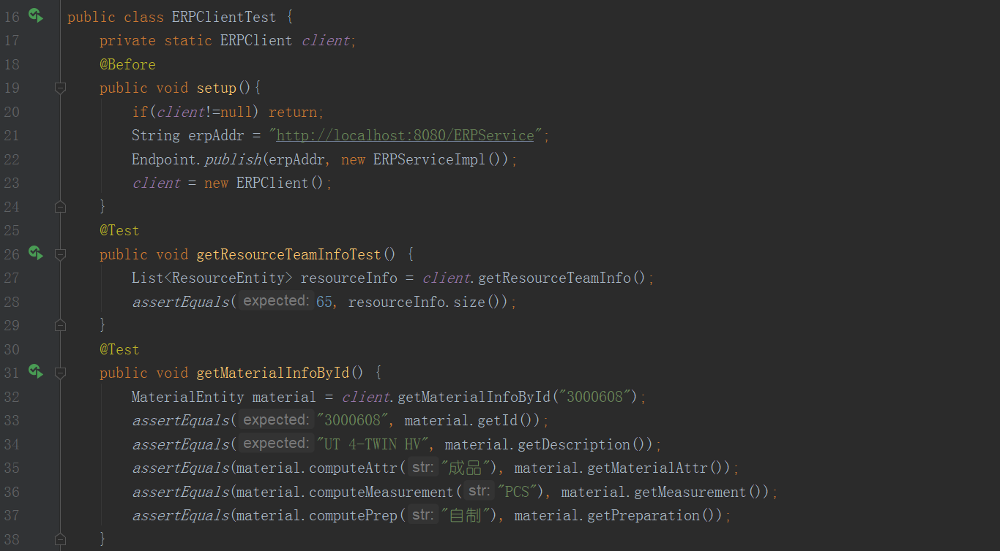 16 public class ERPClientTest {
17 private static ERPClient client;
18 @Before
19 public void setup(){
20 if(client!=null) return;
21 String erpAddr = "http://localhost:8080/ERPService";
22 Endpoint.publish(erpAddr, new ERPServiceImpl());
23 client = new ERPClient();
24 }
25 @Test
26 public void getResourceTeamInfoTest() {
27 List<ResourceEntity> resourceInfo = client.getResourceTeamInfo();
28 assertEquals( expected: 65, resourceInfo.size());
29 }
30 @Test
31 public void getMaterialInfoById() {
32 MaterialEntity material = client.getMaterialInfoById("3000608");
33 assertEquals( expected: "3000608", material.getId());
34 assertEquals( expected: "UT 4-TWIN HV", material.getDescription());
35 assertEquals(material.computeAttr( str: "成品"), material.getMaterialAttr());
36 assertEquals(material.computeMeasurement( str: "PCS"), material.getMeasurement());
37 assertEquals(material.computePrep( str: "自制"), material.getPreparation());
38 }